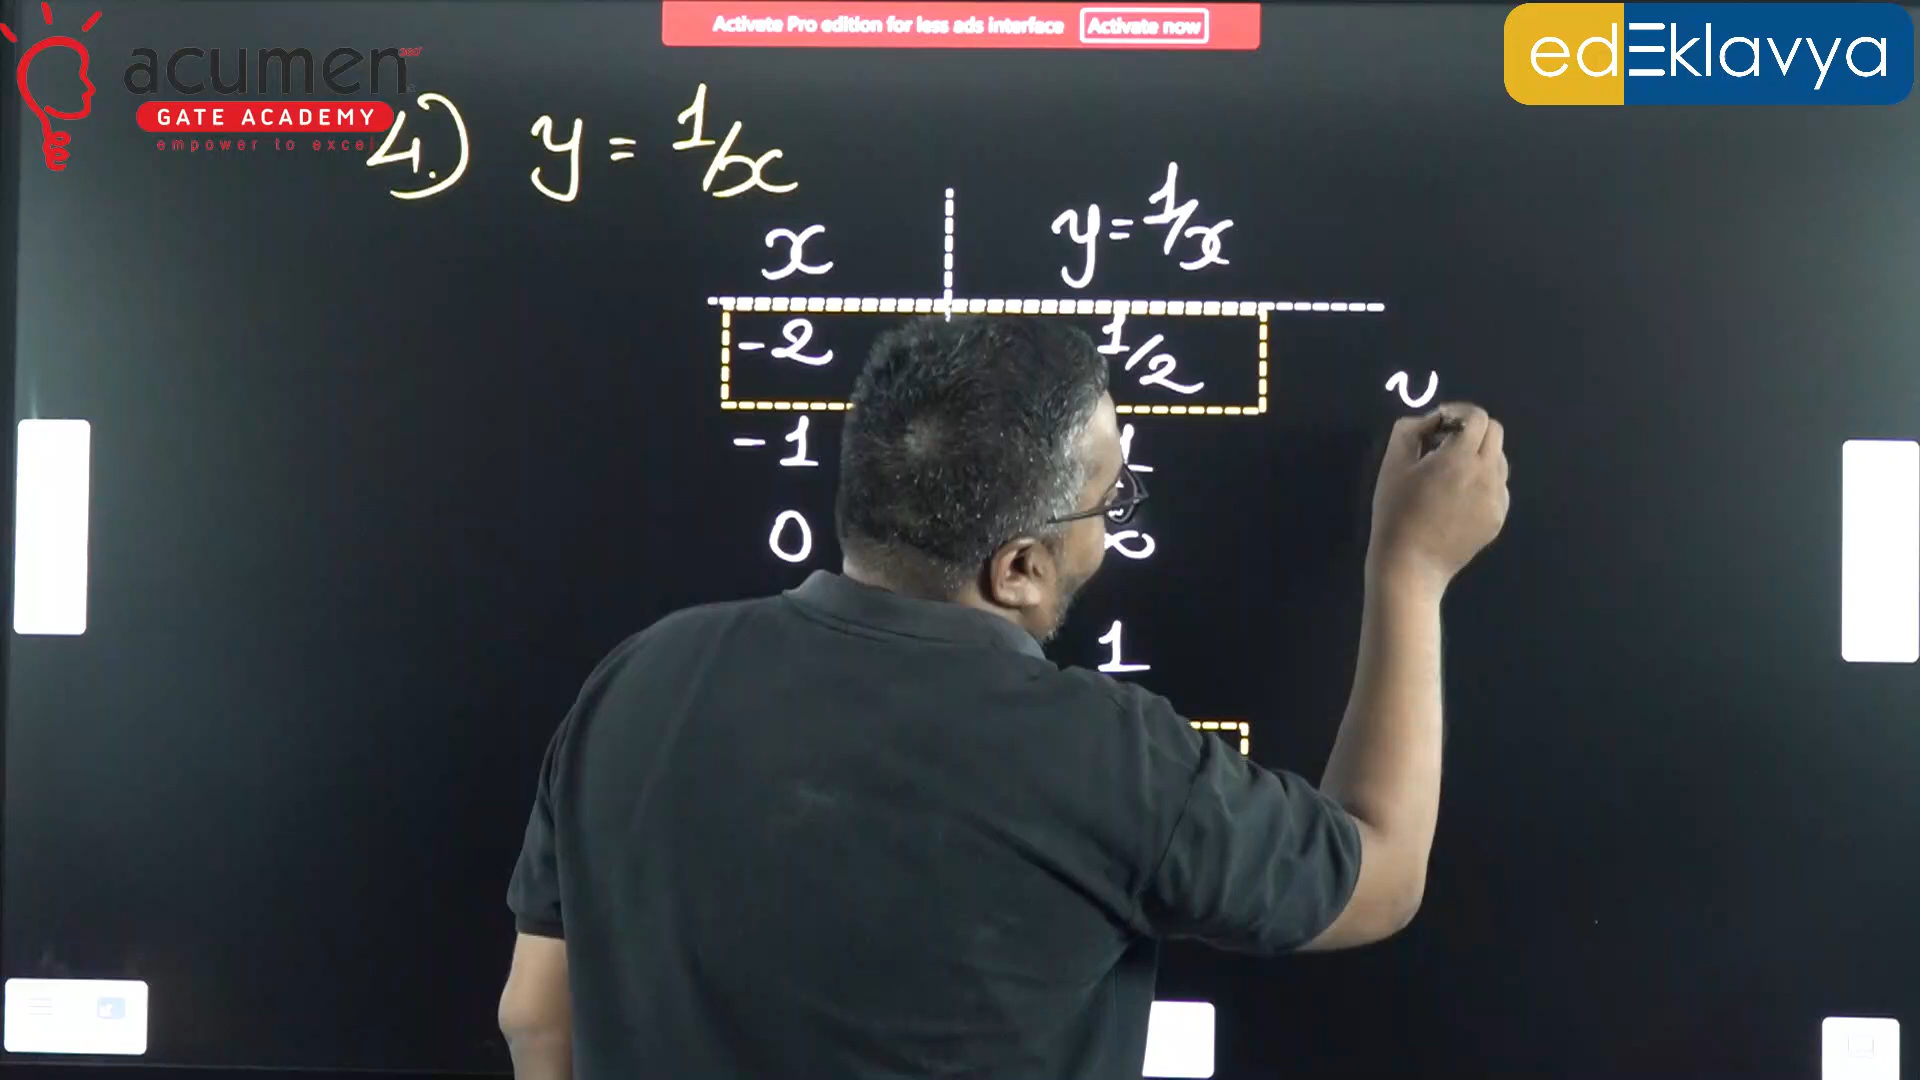 Activate Pro edition for less ads interface Activate now
acumen
GATE ACADEMY
empower to excel
edEklavya
4.) y = 1/x
x y = 1/x
-2 1/2
-1 1
0 ∞
1